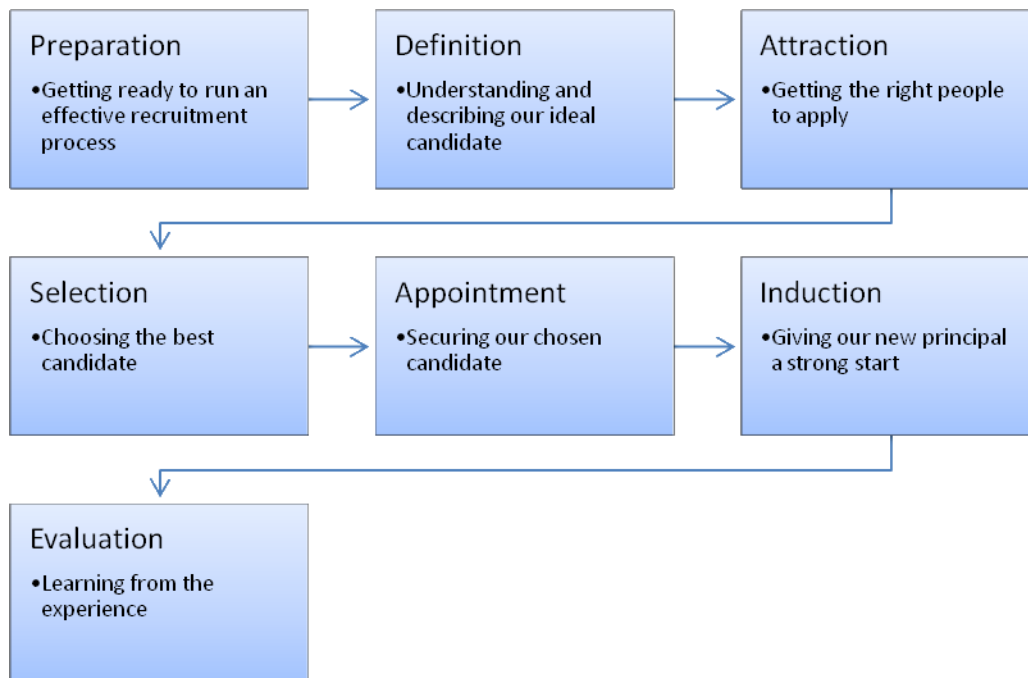 Preparation
•Getting ready to run an
effective recruitment
process
Definition
•Understanding and
describing our ideal
candidate
Attraction
•Getting the right people
to apply
Selection
•Choosing the best
candidate
Appointment
•Securing our chosen
candidate
Induction
•Giving our new principal
a strong start
Evaluation
•Learning from the
experience